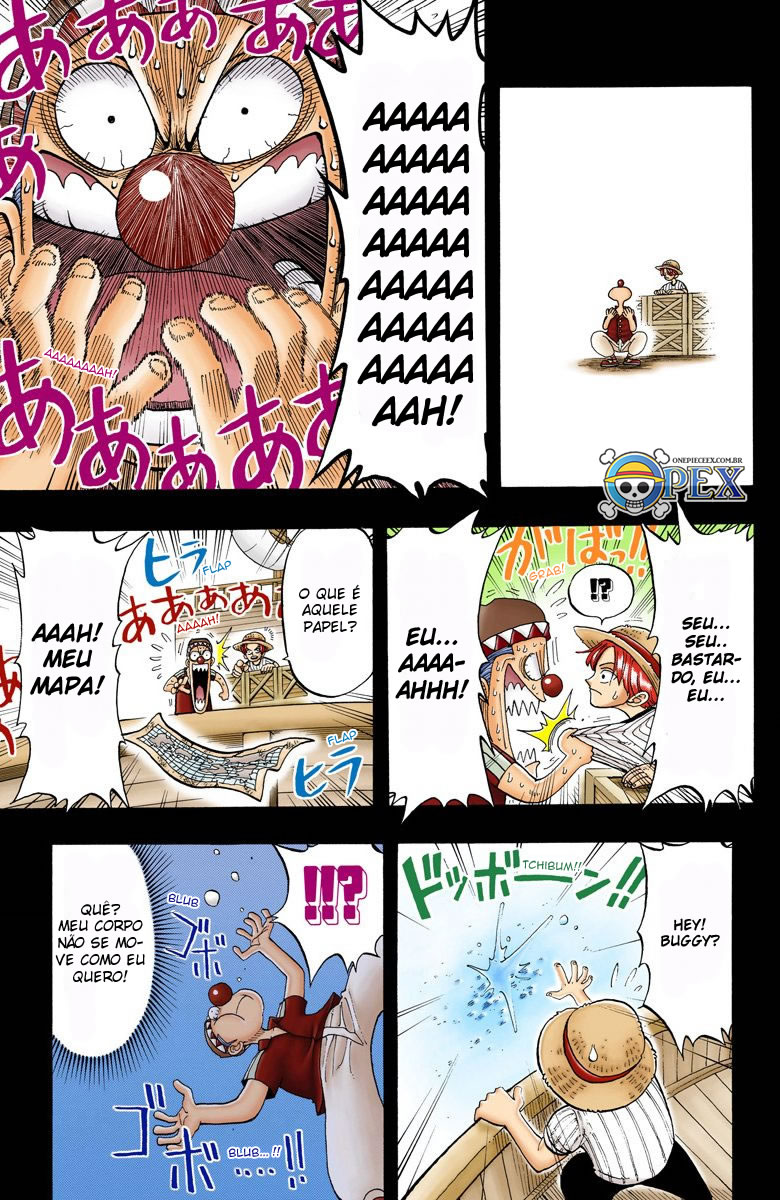 ああぁああ
AAAAA
AAAAA
AAAAA
AAAAA
AAAAA
AAAAA
AAAAA
AAH!
AAAAAAAAH!
あああぁああ
ONEPIECEEX.COM.BR
OPEX
がばっ!!
GRAB!
!?
SEU...
SEU..
BASTAR-
DO, EU...
EU...
EU...
AAAA-
AHHH!
ヒラ
FLAP
O QUE É
AQUELE
PAPEL?
ああああ
AAAAH!
AAAH!
MEU
MAPA!
FLAP
ヒラ
ドッボーン!!
TCHIBUM!!
HEY!
BUGGY?
!!!?
QUÊ?
MEU CORPO
NÃO SE MO-
VE COMO EU
QUERO!
BLUB
ゴボ
ゴボ....!!
BLUB...!!